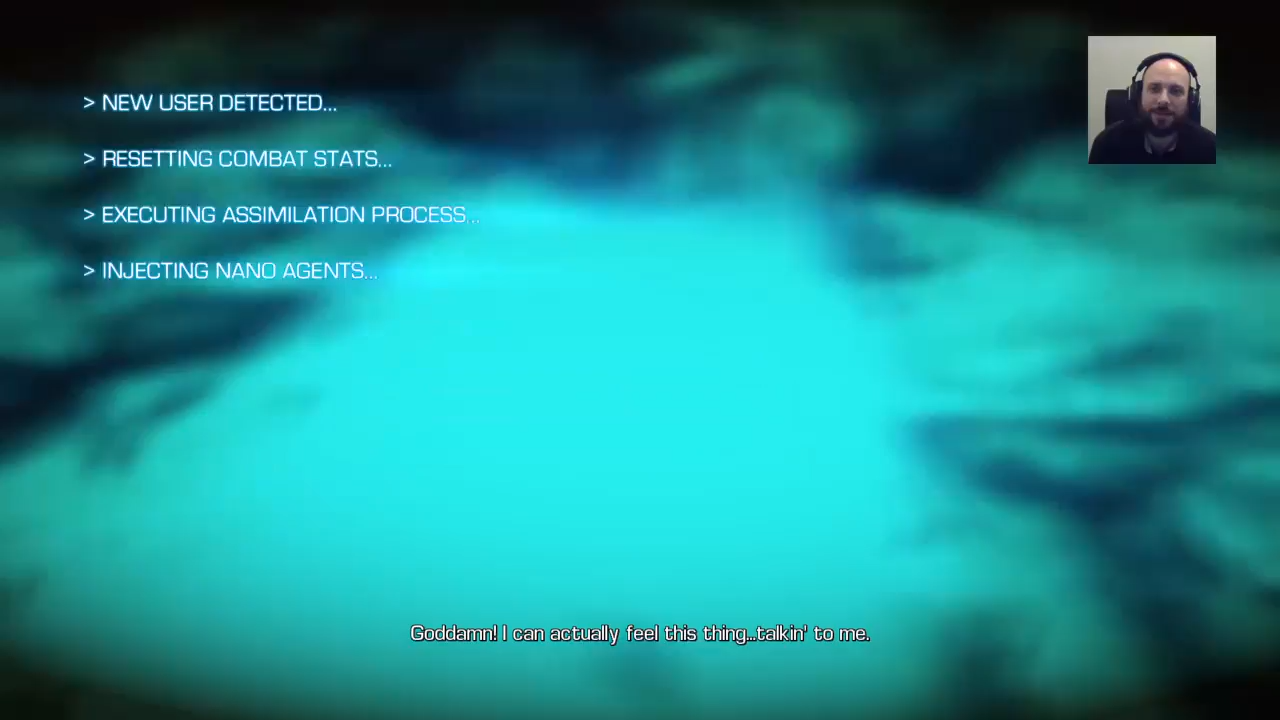 > NEW USER DETECTED...
> RESETTING COMBAT STATS...
> EXECUTING ASSIMILATION PROCESS...
> INJECTING NANO AGENTS...
Goddamn! I can actually feel this thing...talkin' to me.